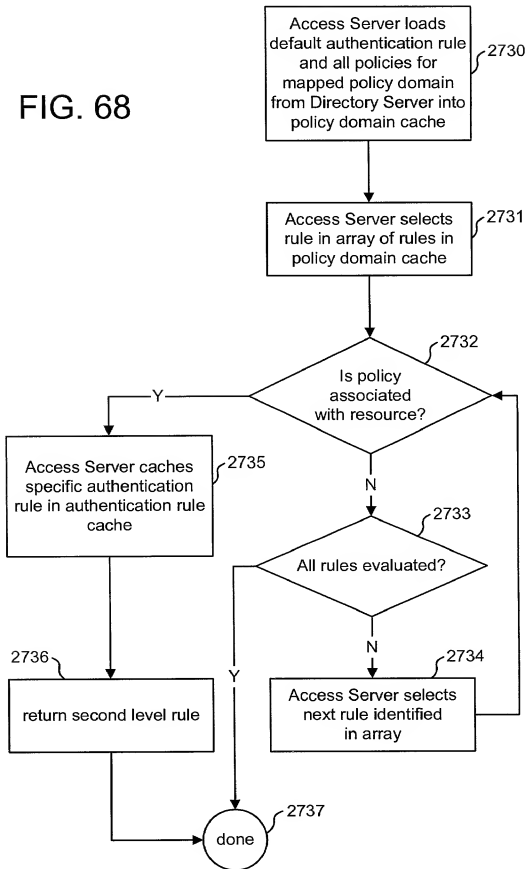 FIG. 68
Access Server loads
default authentication rule
and all policies for
mapped policy domain
from Directory Server into
policy domain cache
2730
Access Server selects
rule in array of rules in
policy domain cache
2731
Is policy
associated
with resource?
2732
Y
N
Access Server caches
specific authentication
rule in authentication rule
cache
2735
All rules evaluated?
2733
Y
N
return second level rule
2736
Access Server selects
next rule identified
in array
2734
done
2737